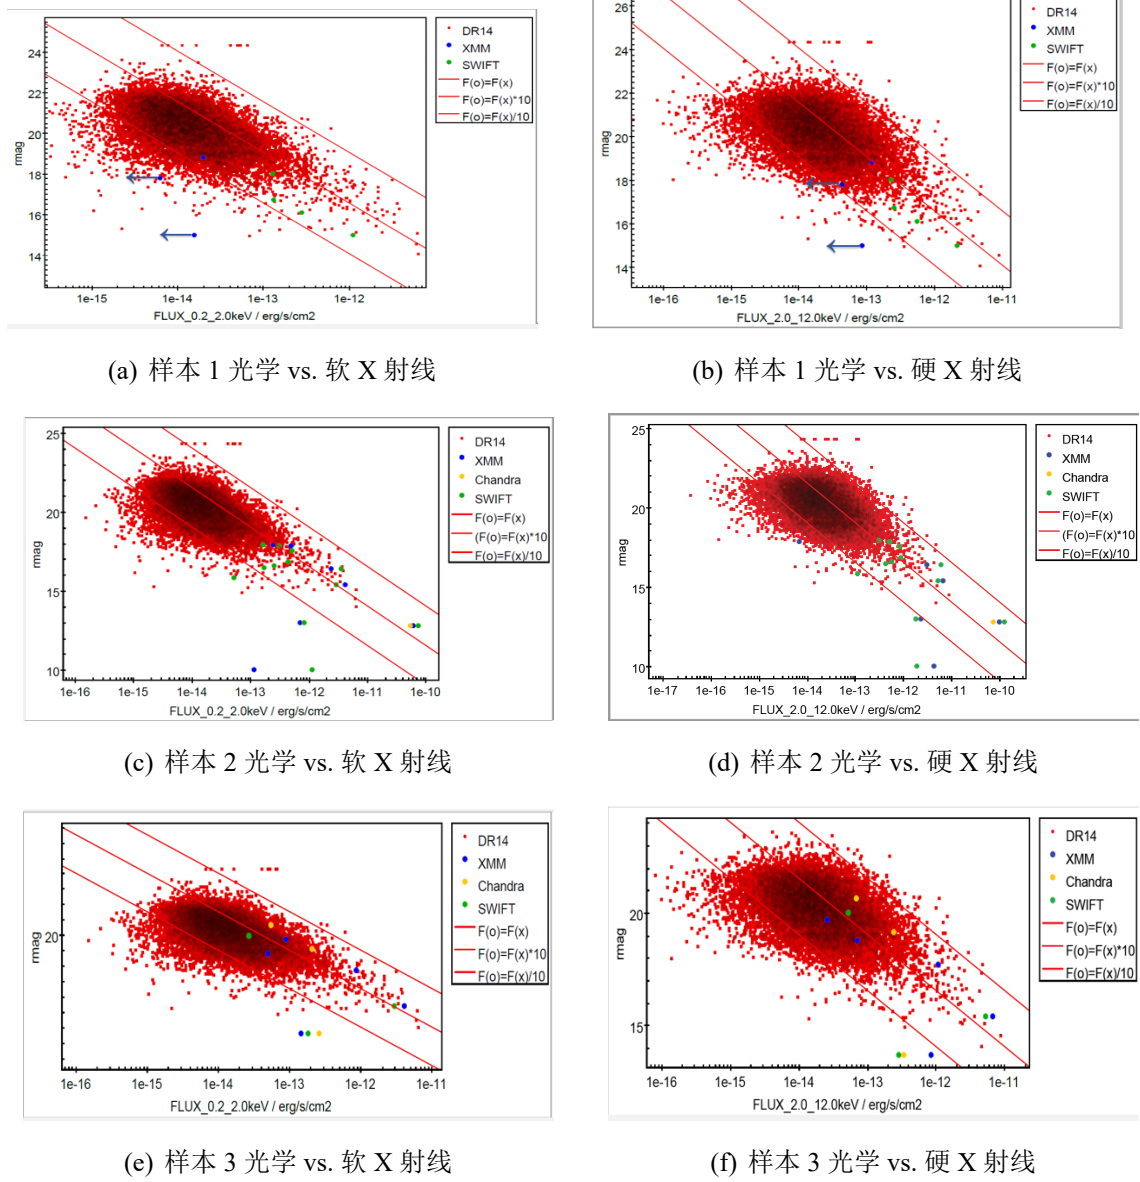 24
22
20
18
16
14
rmag
1e-15 1e-14 1e-13 1e-12
FLUX_0.2_2.0keV / erg/s/cm2
DR14
XMM
SWIFT
F(o)=F(x)
F(o)=F(x)*10
F(o)=F(x)/10
26
24
22
20
18
16
14
rmag
1e-16 1e-15 1e-14 1e-13 1e-12 1e-11
FLUX_2.0_12.0keV / erg/s/cm2
DR14
XMM
SWIFT
F(o)=F(x)
F(o)=F(x)*10
F(o)=F(x)/10
(a) 样本 1 光学 vs. 软 X 射线
(b) 样本 1 光学 vs. 硬 X 射线
25
20
15
10
rmag
1e-16 1e-15 1e-14 1e-13 1e-12 1e-11 1e-10
FLUX_0.2_2.0keV / erg/s/cm2
DR14
XMM
Chandra
SWIFT
F(o)=F(x)
(F(o)=F(x)*10
F(o)=F(x)/10
25
20
15
10
rmag
1e-17 1e-16 1e-15 1e-14 1e-13 1e-12 1e-11 1e-10
FLUX_2.0_12.0keV / erg/s/cm2
DR14
XMM
Chandra
SWIFT
F(o)=F(x)
(F(o)=F(x)*10
F(o)=F(x)/10
(c) 样本 2 光学 vs. 软 X 射线
(d) 样本 2 光学 vs. 硬 X 射线
20
rmag
1e-16 1e-15 1e-14 1e-13 1e-12 1e-11
FLUX_0.2_2.0keV / erg/s/cm2
DR14
XMM
Chandra
SWIFT
F(o)=F(x)
F(o)=F(x)*10
F(o)=F(x)/10
20
15
rmag
1e-16 1e-15 1e-14 1e-13 1e-12 1e-11
FLUX_2.0_12.0keV / erg/s/cm2
DR14
XMM
Chandra
SWIFT
F(o)=F(x)
F(o)=F(x)*10
F(o)=F(x)/10
(e) 样本 3 光学 vs. 软 X 射线
(f) 样本 3 光学 vs. 硬 X 射线